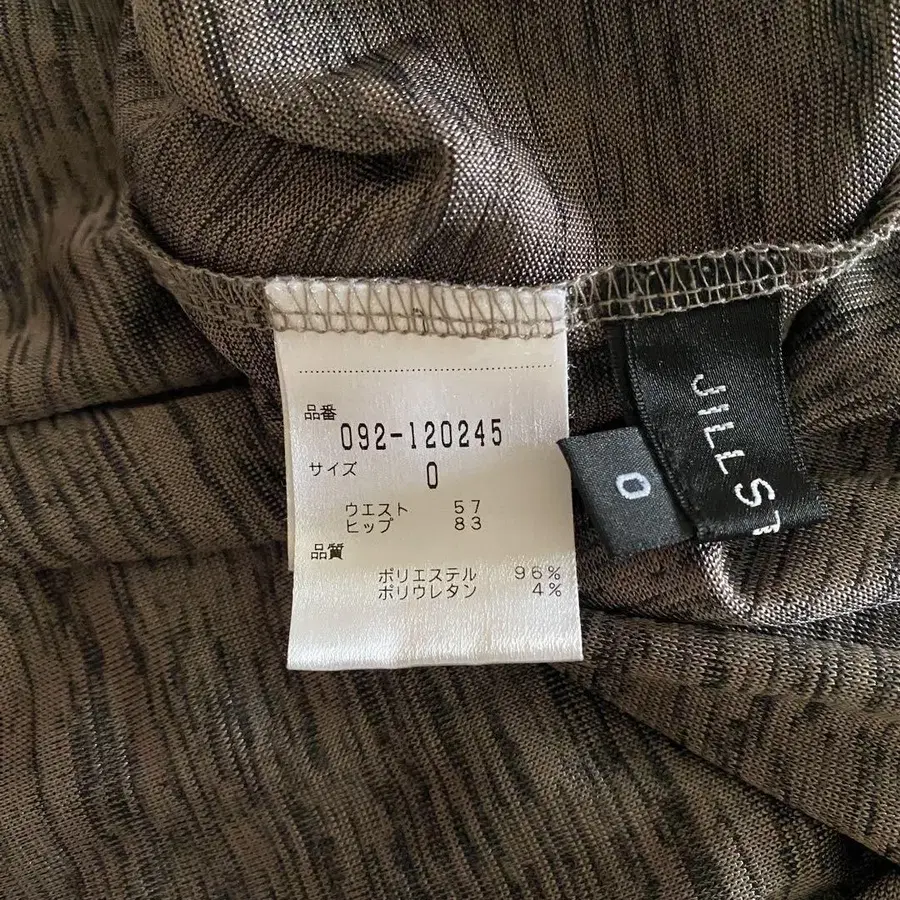 品番
092-120245
サイズ 0
ウエスト 57
ヒップ 83
品質
ポリエステル 96%
ポリウレタン 4%
0
JILL ST